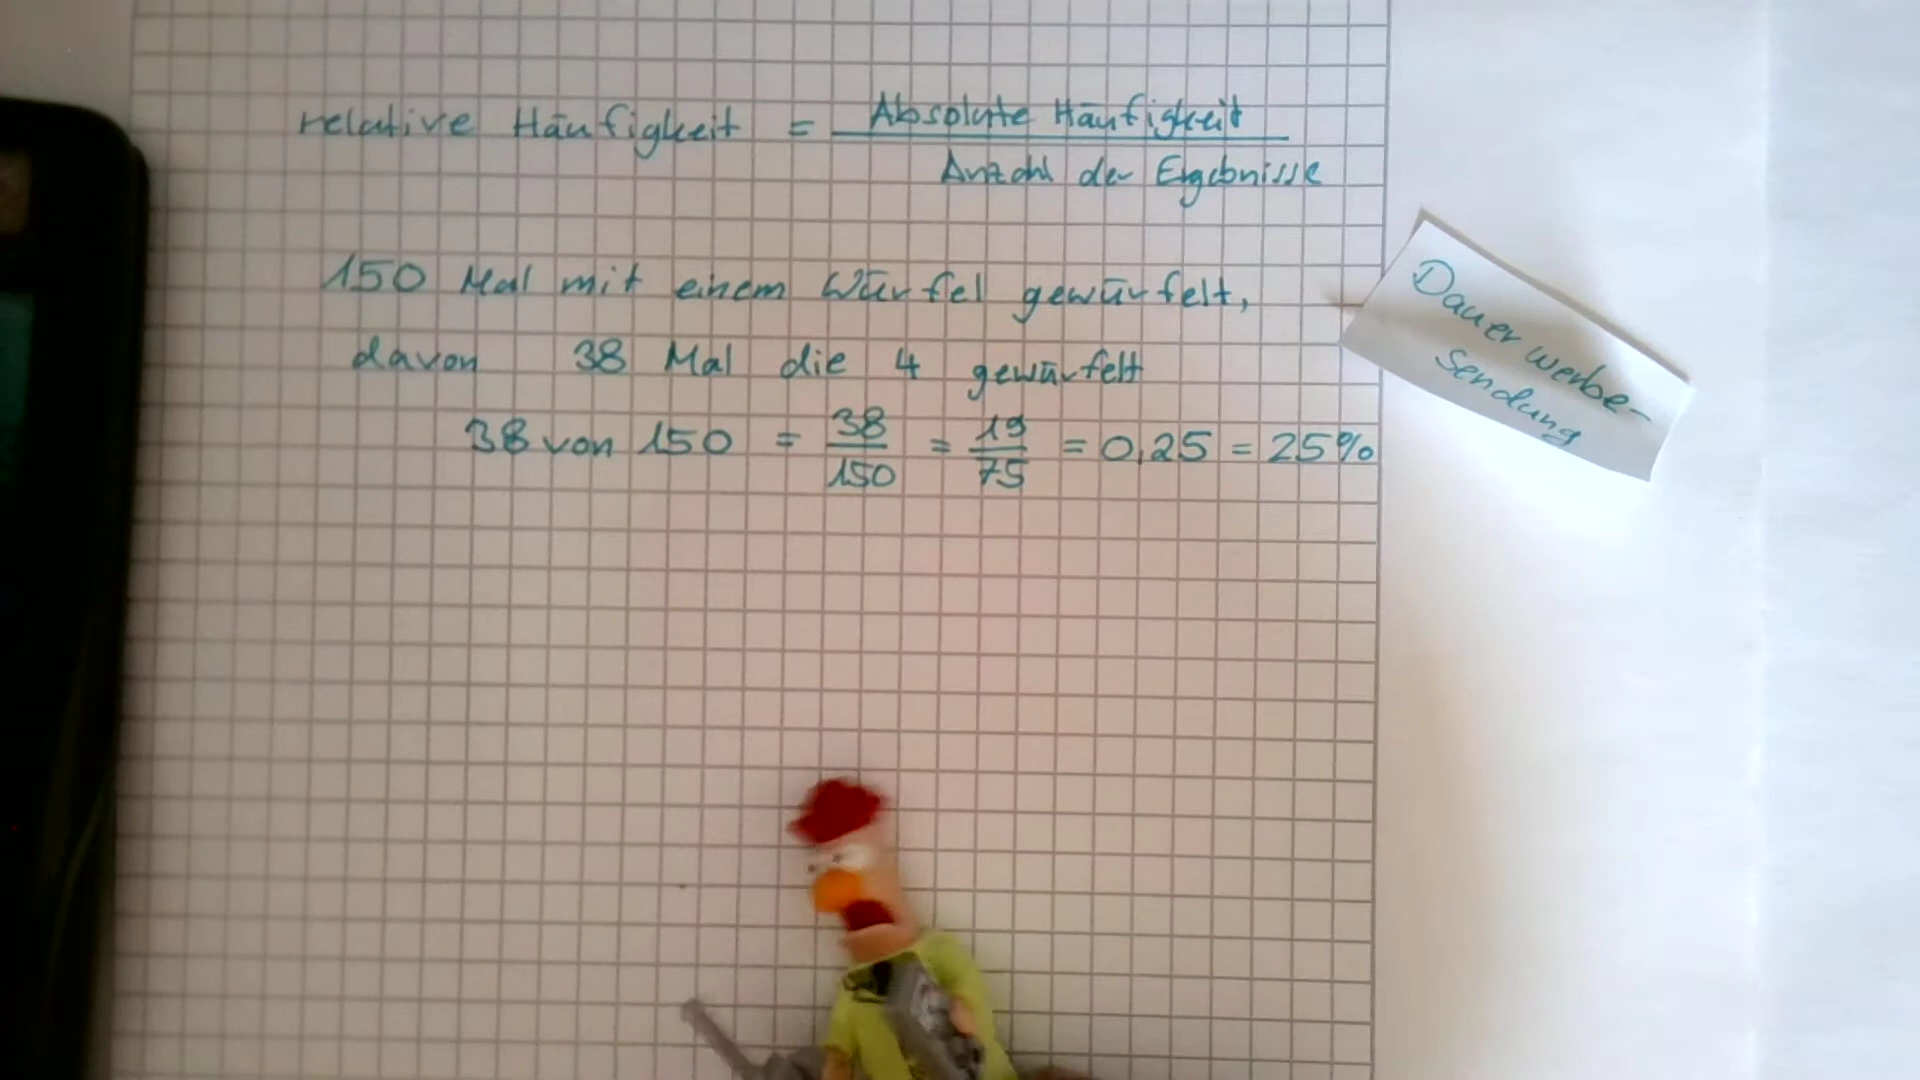 relative Häufigkeit = Absolute Häufigkeit / Anzahl der Ergebnisse
150 Mal mit einem Würfel gewürfelt,
davon 38 Mal die 4 gewürfelt
38 von 150 = 38/150 = 19/75 = 0,25 = 25%
Dauerwerbe-
sendung